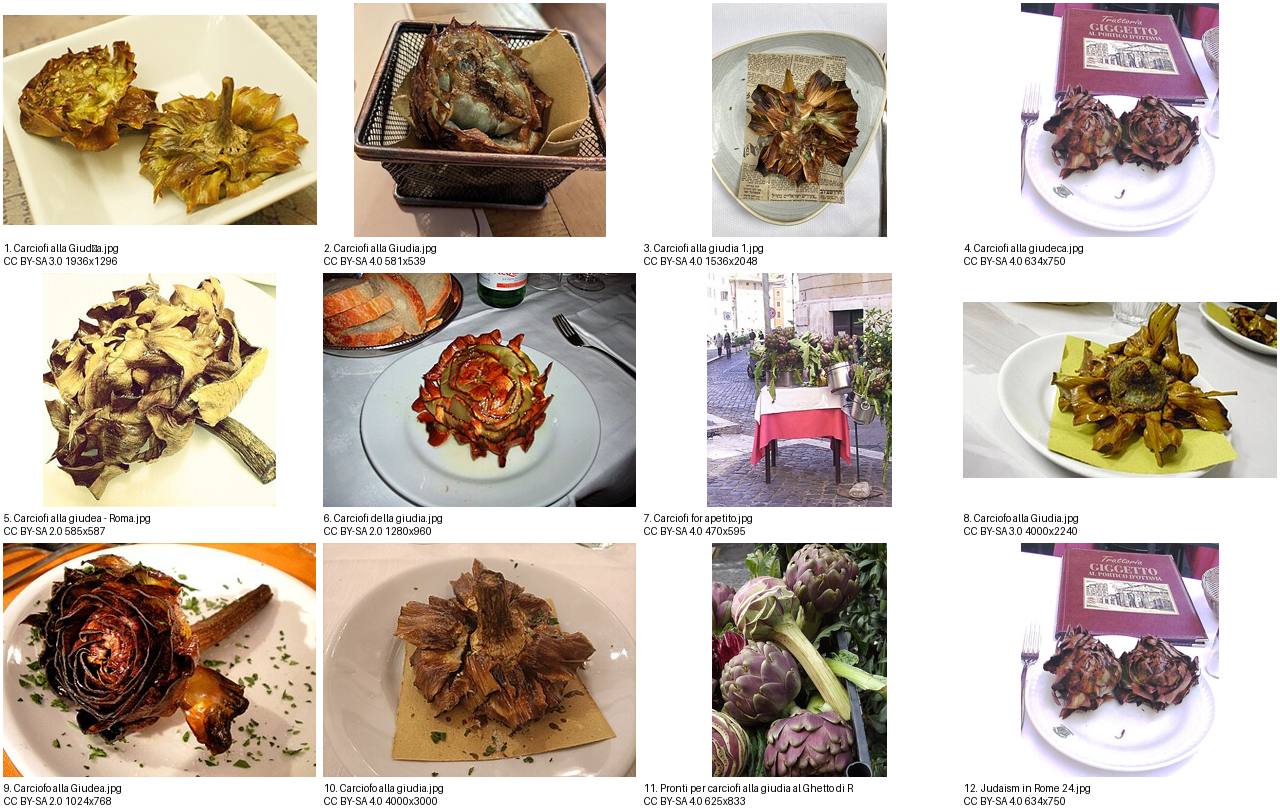 Trattoria
GIGGETTO
AL PORTICO D'OTTAVIA
CC BY-SA 3.0 1936x1296
2. Carciofi alla Giudia.jpg
CC BY-SA 4.0 581x539
3. Carciofi alla giudia 1.jpg
CC BY-SA 4.0 1536x2048
4. Carciofi alla giudeca.jpg
CC BY-SA 4.0 634x750
5. Carciofi alla giudea - Roma.jpg
CC BY-SA 2.0 585x587
6. Carciofi della giudia.jpg
CC BY-SA 2.0 1280x960
7. Carciofi for apetito.jpg
CC BY-SA 4.0 470x595
8. Carciofo alla Giudia.jpg
CC BY-SA 3.0 4000x2240
Trattoria
GIGGETTO
AL PORTICO D'OTTAVIA
9. Carciofo alla Giudea.jpg
CC BY-SA 2.0 1024x768
10. Carciofo alla giudia.jpg
CC BY-SA 4.0 4000x3000
11. Pronti per carciofi alla giudia al Ghetto di R
CC BY-SA 4.0 625x833
12. Judaism in Rome 24.jpg
CC BY-SA 4.0 634x750
1. Carciofi alla